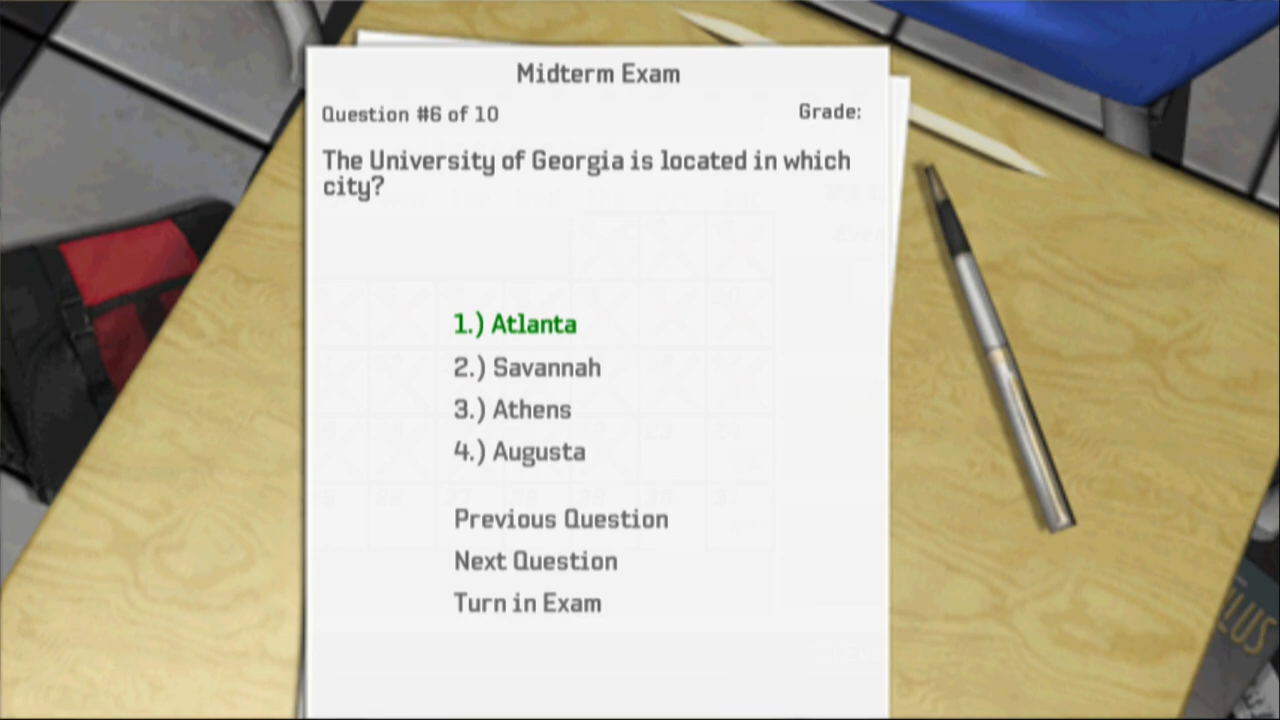 Midterm Exam
Question #6 of 10
Grade:
The University of Georgia is located in which
city?
1.) Atlanta
2.) Savannah
3.) Athens
4.) Augusta
Previous Question
Next Question
Turn in Exam